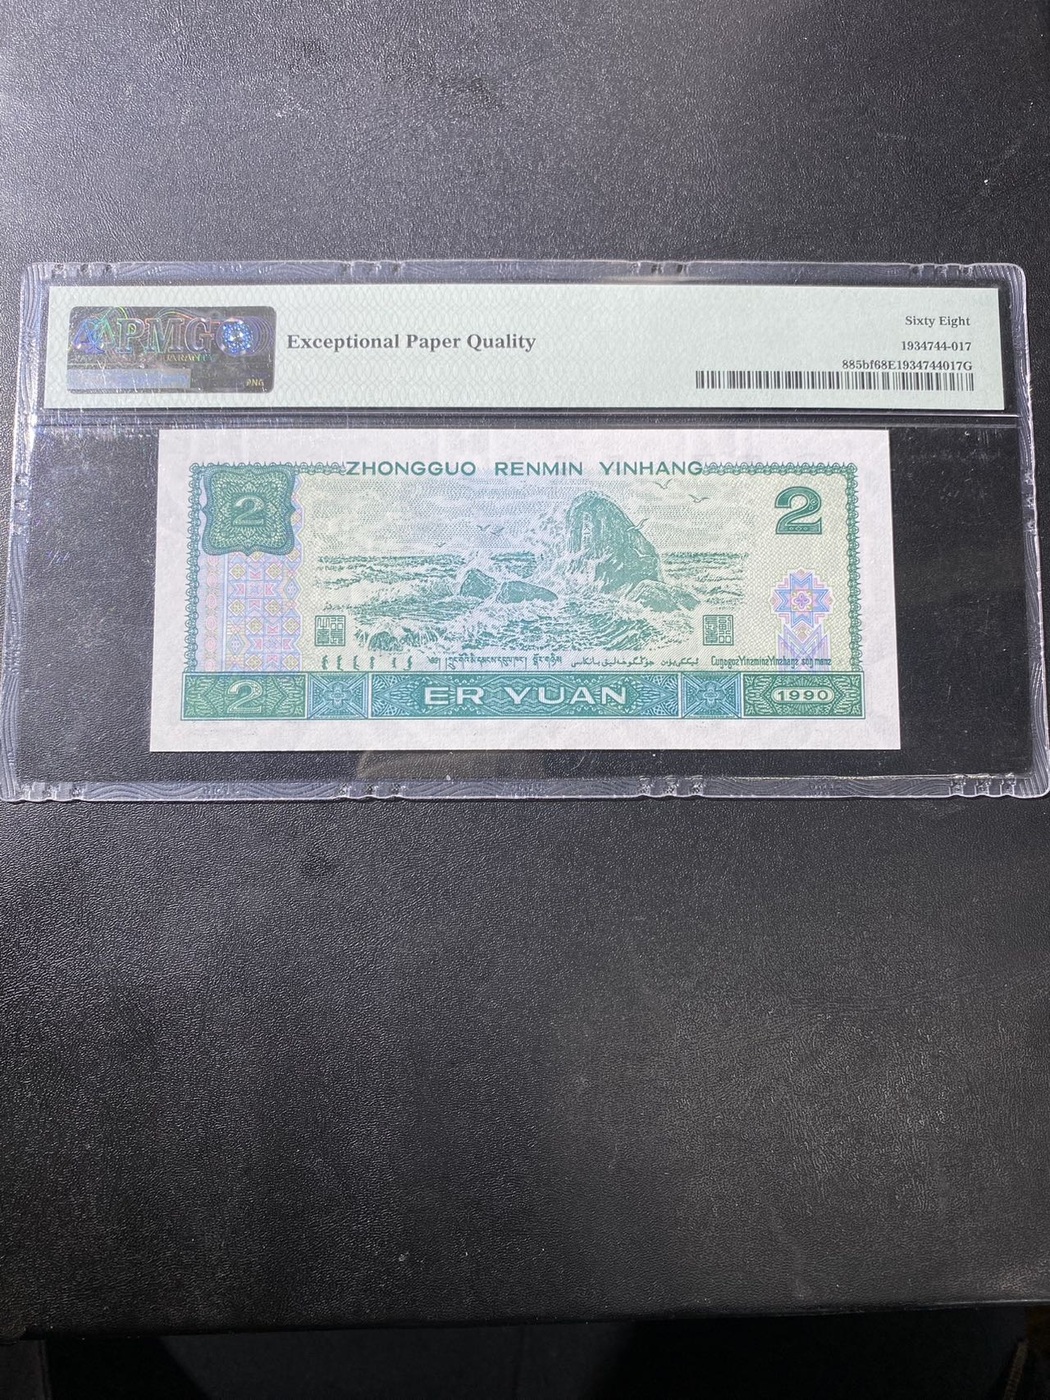 PMG
Exceptional Paper Quality
Sixty Eight
1934744-017
885bf68E1934744017G
ZHONGGUO RENMIN YINHANG
2
2
ER YUAN
2
1990